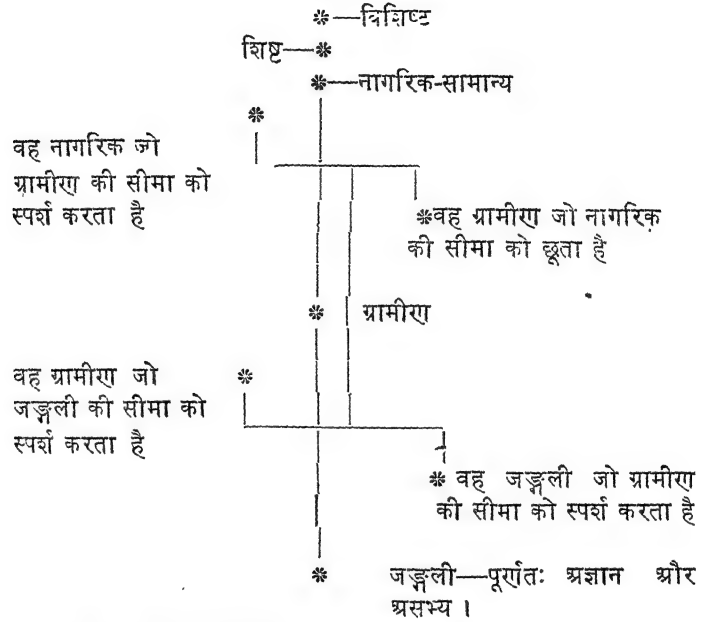 ❋—विशिष्ट
शिष्ट—❋
❋—नागरिक-सामान्य
❋
वह नागरिक जो
ग्रामीण की सीमा को
स्पर्श करता है
❋वह ग्रामीण जो नागरिक
की सीमा को छूता है
❋ ग्रामीण
वह ग्रामीण जो ❋
जङ्गली की सीमा को
स्पर्श करता है
❋ वह जङ्गली जो ग्रामीण
की सीमा को स्पर्श करता है
❋ जङ्गली—पूर्णतः अज्ञान और
असभ्य ।